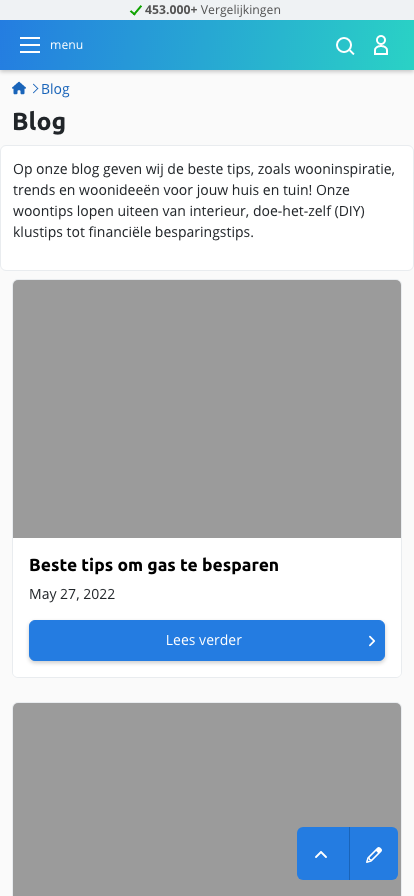 453.000+ Vergelijkingen
menu
Blog
Blog
Op onze blog geven wij de beste tips, zoals wooninspiratie,
trends en woonideeën voor jouw huis en tuin! Onze
woontips lopen uiteen van interieur, doe-het-zelf (DIY)
klustips tot financiële besparingstips.
Beste tips om gas te besparen
May 27, 2022
Lees verder